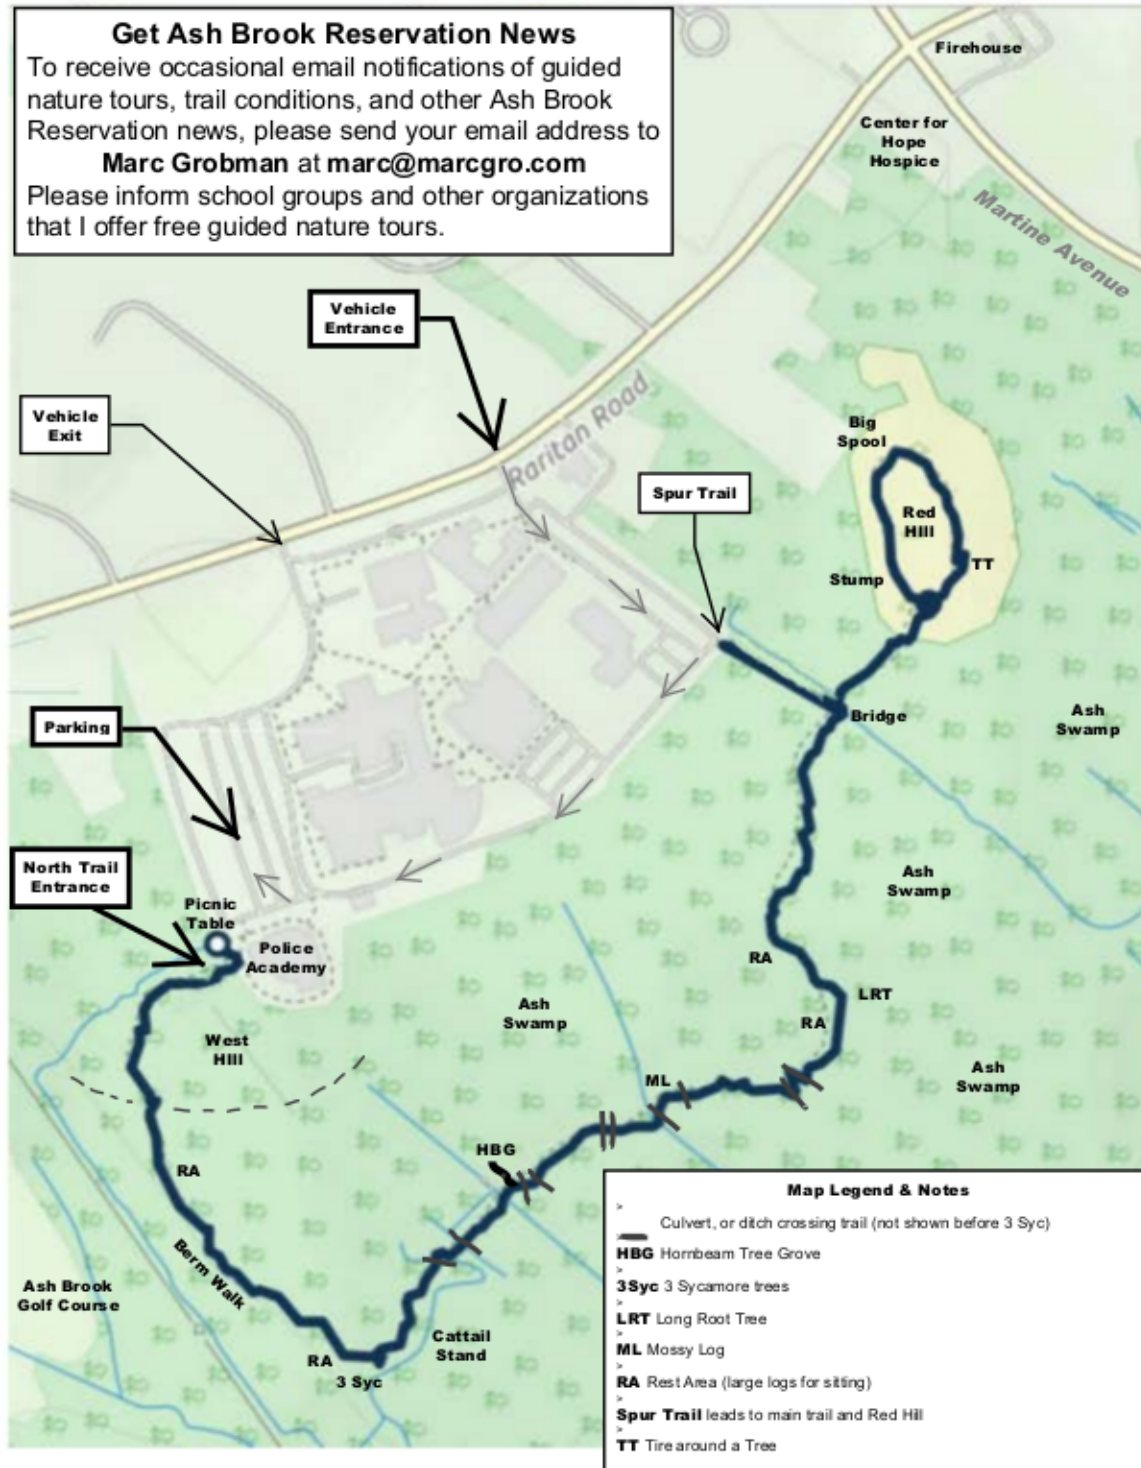 Get Ash Brook Reservation News
To receive occasional email notifications of guided
nature tours, trail conditions, and other Ash Brook
Reservation news, please send your email address to
Marc Grobman at marc@marcgro.com
Please inform school groups and other organizations
that I offer free guided nature tours.
Firehouse
Center for
Hope
Hospice
Martine Avenue
Vehicle
Entrance
Vehicle
Exit
Raritan Road
Big
Spool
Spur Trail
Red
Hill
TT
Stump
Parking
Bridge
Ash
Swamp
North Trail
Entrance
Picnic
Table
Police
Academy
Ash
Swamp
RA
LRT
RA
Ash
Swamp
West
Hill
Ash
Swamp
ML
HBG
RA
Berm Walk
Ash Brook
Golf Course
Cattail
Stand
RA
3 Syc
Map Legend & Notes
>
Culvert, or ditch crossing trail (not shown before 3 Syc)
>
HBG Hornbeam Tree Grove
>
3Syc 3 Sycamore trees
>
LRT Long Root Tree
>
ML Mossy Log
>
RA Rest Area (large logs for sitting)
>
Spur Trail leads to main trail and Red Hill
>
TT Tire around a Tree